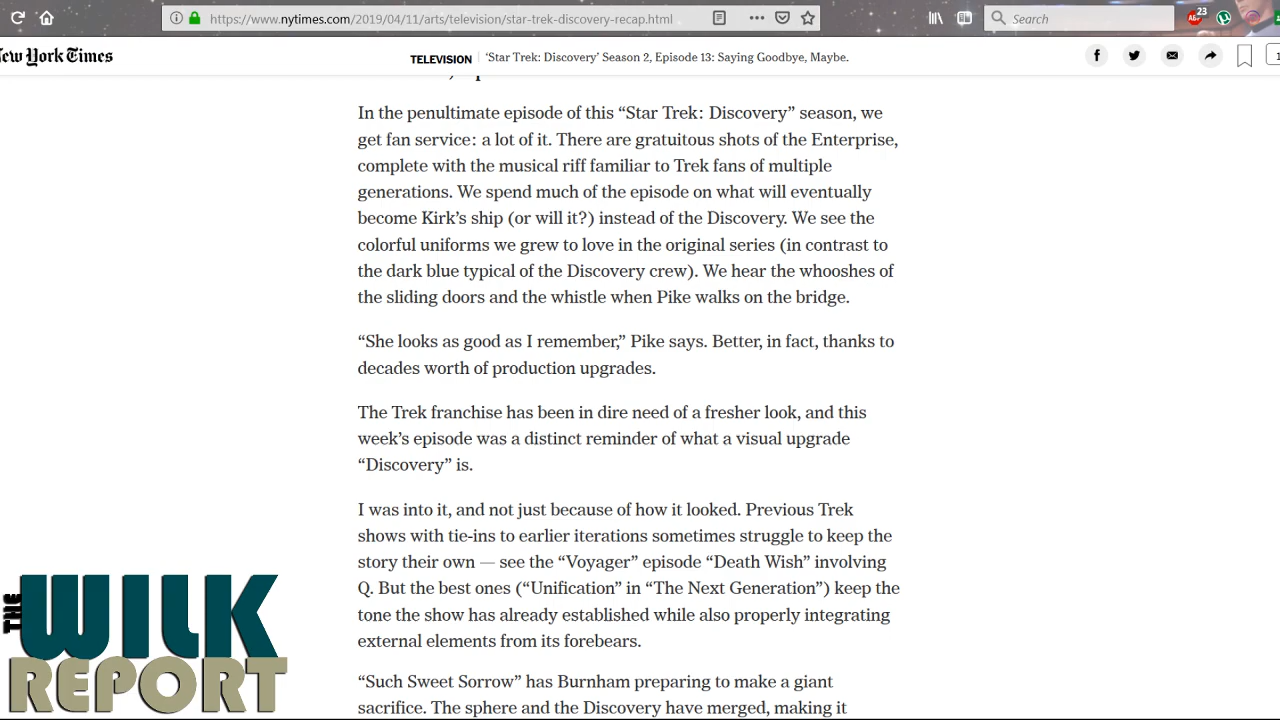 https://www.nytimes.com/2019/04/11/arts/television/star-trek-discovery-recap.html
Search
23
New York Times
TELEVISION
‘Star Trek: Discovery’ Season 2, Episode 13: Saying Goodbye, Maybe.
In the penultimate episode of this “Star Trek: Discovery” season, we
get fan service: a lot of it. There are gratuitous shots of the Enterprise,
complete with the musical riff familiar to Trek fans of multiple
generations. We spend much of the episode on what will eventually
become Kirk’s ship (or will it?) instead of the Discovery. We see the
colorful uniforms we grew to love in the original series (in contrast to
the dark blue typical of the Discovery crew). We hear the whooshes of
the sliding doors and the whistle when Pike walks on the bridge.
“She looks as good as I remember,” Pike says. Better, in fact, thanks to
decades worth of production upgrades.
The Trek franchise has been in dire need of a fresher look, and this
week’s episode was a distinct reminder of what a visual upgrade
“Discovery” is.
I was into it, and not just because of how it looked. Previous Trek
shows with tie-ins to earlier iterations sometimes struggle to keep the
story their own — see the “Voyager” episode “Death Wish” involving
Q. But the best ones (“Unification” in “The Next Generation”) keep the
tone the show has already established while also properly integrating
external elements from its forebears.
“Such Sweet Sorrow” has Burnham preparing to make a giant
sacrifice. The sphere and the Discovery have merged, making it
THE
WILK
REPORT